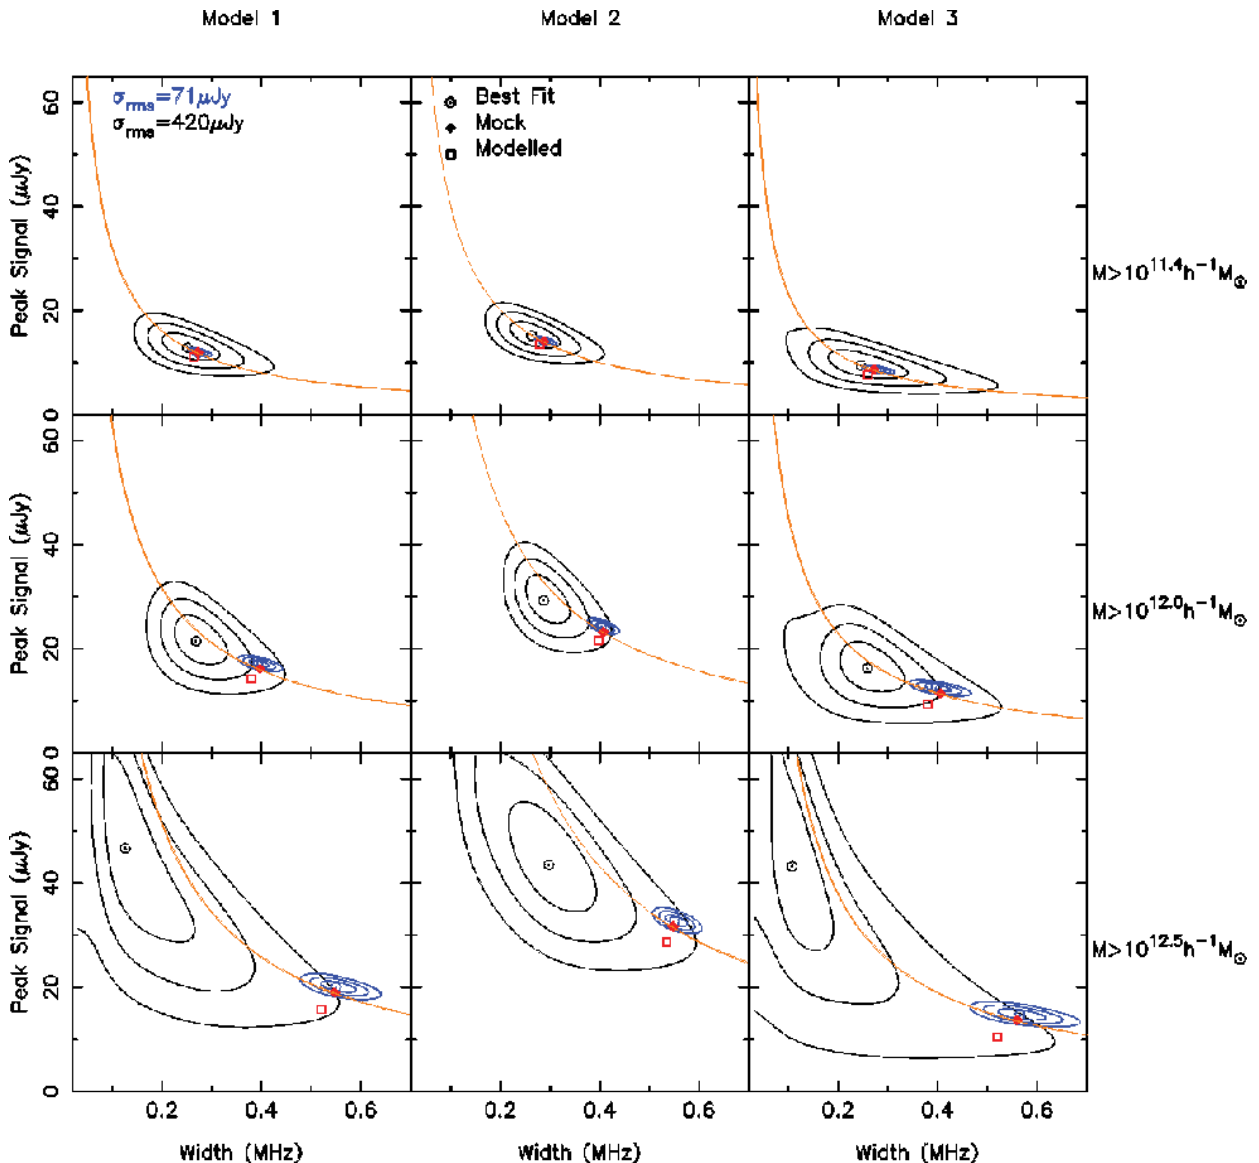 Model 1
Model 2
Model 3
σrms=71μJy
σrms=420μJy
Best Fit
Mock
Modelled
60
40
20
0
Peak Signal (μJy)
M>10^11.4h^-1M⊙
60
40
20
0
Peak Signal (μJy)
M>10^12.0h^-1M⊙
60
40
20
0
Peak Signal (μJy)
M>10^12.5h^-1M⊙
0.2
0.4
0.6
0.2
0.4
0.6
0.2
0.4
0.6
Width (MHz)
Width (MHz)
Width (MHz)